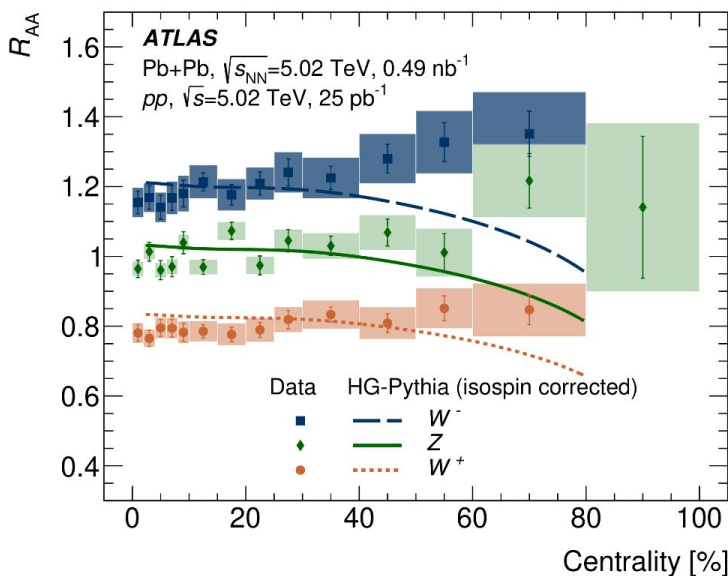 R_AA
ATLAS
Pb+Pb, √s_NN=5.02 TeV, 0.49 nb⁻¹
pp, √s=5.02 TeV, 25 pb⁻¹
1.6
1.4
1.2
1
0.8
0.6
0.4
Data HG-Pythia (isospin corrected)
W⁻
Z
W⁺
0 20 40 60 80 100
Centrality [%]